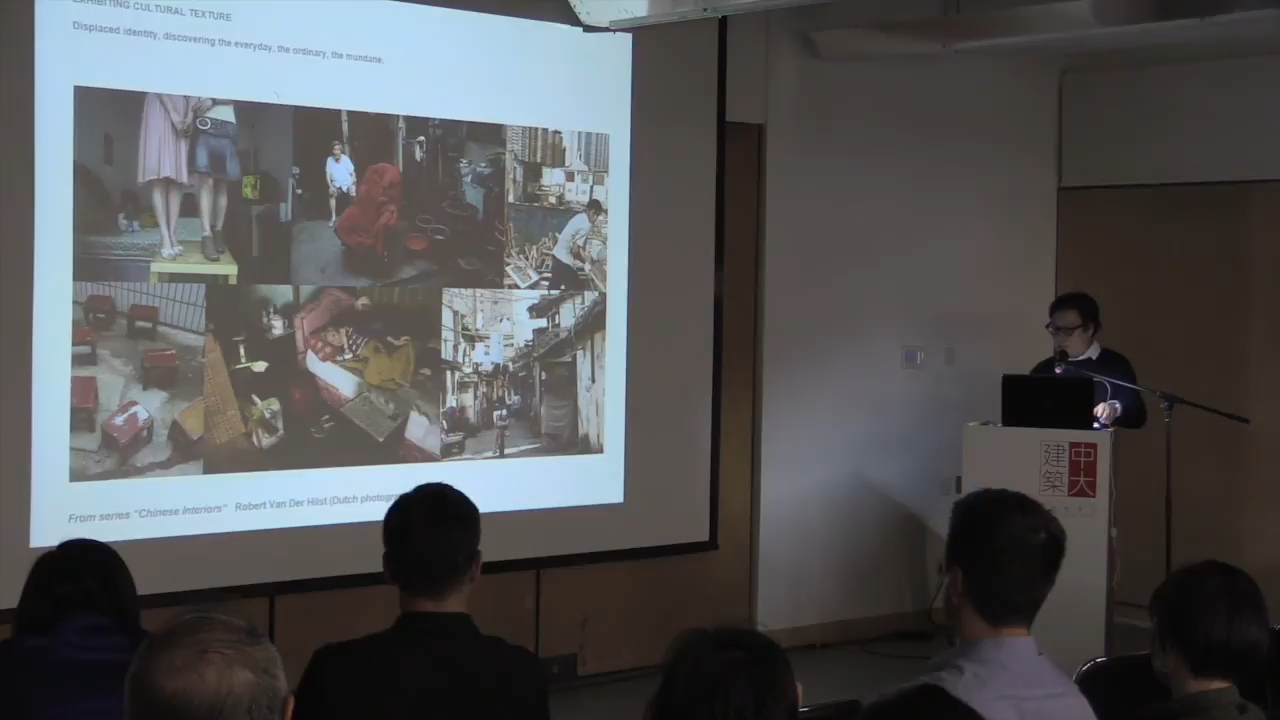 EXHIBITING CULTURAL TEXTURE
Displaced identity, discovering the everyday, the ordinary, the mundane.
From series "Chinese Interiors" Robert Van Der Hilst (Dutch
建築
中大